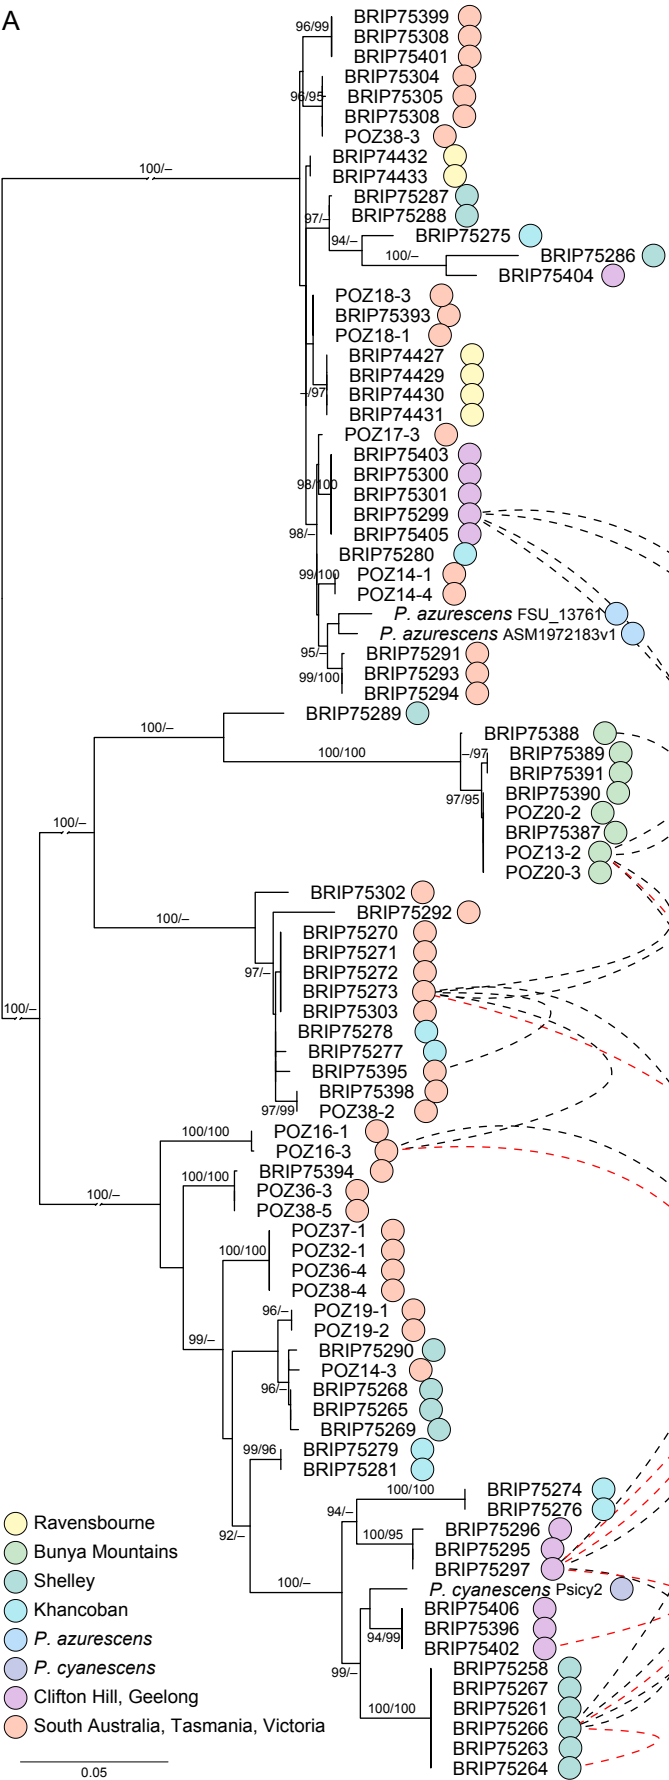 A
BRIP75399
96/99
BRIP75308
BRIP75401
BRIP75304
96/95
BRIP75305
BRIP75308
POZ38-3
BRIP74432
100/–
BRIP74433
BRIP75287
97/–
BRIP75288
BRIP75275
94/–
100/–
BRIP75286
BRIP75404
POZ18-3
BRIP75393
POZ18-1
BRIP74427
BRIP74429
–/97
BRIP74430
BRIP74431
POZ17-3
BRIP75403
BRIP75300
98/100
BRIP75301
BRIP75299
98/–
BRIP75405
BRIP75280
99/100
POZ14-1
POZ14-4
P. azurescens FSU_13761
P. azurescens ASM1972183v1
95/–
BRIP75291
99/100
BRIP75293
BRIP75294
BRIP75289
100/–
BRIP75388
100/100
–/97
BRIP75389
BRIP75391
97/95
BRIP75390
POZ20-2
100/–
BRIP75387
POZ13-2
POZ20-3
BRIP75302
100/–
BRIP75292
BRIP75270
BRIP75271
97/–
BRIP75272
BRIP75273
100/–
BRIP75303
BRIP75278
BRIP75277
BRIP75395
BRIP75398
97/99
POZ38-2
100/100
POZ16-1
POZ16-3
100/100
BRIP75394
100/–
POZ36-3
POZ38-5
POZ37-1
100/100
POZ32-1
POZ36-4
POZ38-4
96/–
POZ19-1
POZ19-2
99/–
BRIP75290
POZ14-3
96/–
BRIP75268
BRIP75265
BRIP75269
99/96
BRIP75279
BRIP75281
100/100
BRIP75274
94/–
BRIP75276
92/–
100/95
BRIP75296
BRIP75295
BRIP75297
100/–
P. cyanescens Psicy2
BRIP75406
94/99
BRIP75396
BRIP75402
99/–
BRIP75258
BRIP75267
100/100
BRIP75261
BRIP75266
BRIP75263
BRIP75264
Ravensbourne
Bunya Mountains
Shelley
Khancoban
P. azurescens
P. cyanescens
Clifton Hill, Geelong
South Australia, Tasmania, Victoria
0.05